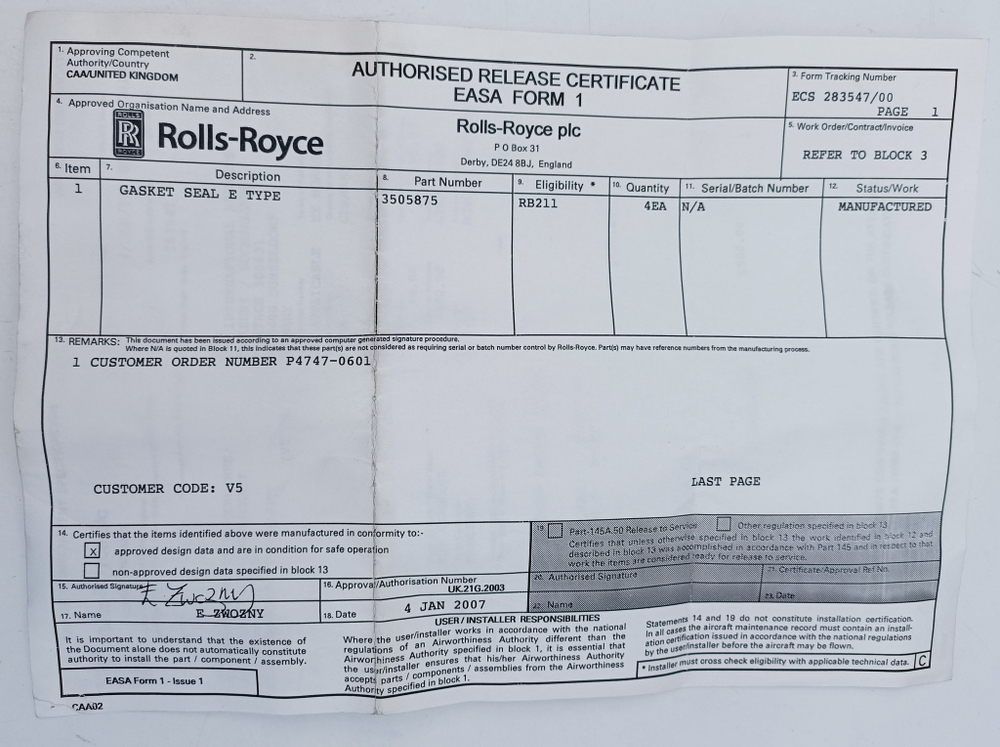 1. Approving Competent
Authority/Country
CAA/UNITED KINGDOM
2.
AUTHORISED RELEASE CERTIFICATE
EASA FORM 1
3. Form Tracking Number
ECS 283547/00
PAGE 1
4. Approved Organisation Name and Address
ROLLS
RR
ROYCE
Rolls-Royce
Rolls-Royce plc
P O Box 31
Derby, DE24 8BJ, England
5. Work Order/Contract/Invoice
REFER TO BLOCK 3
6. Item 7. Description 8. Part Number 9. Eligibility * 10. Quantity 11. Serial/Batch Number 12. Status/Work
1 GASKET SEAL E TYPE 3505875 RB211 4EA N/A MANUFACTURED
13. REMARKS: This document has been issued according to an approved computer generated signature procedure.
Where N/A is quoted in Block 11, this indicates that these part(s) are not considered as requiring serial or batch number control by Rolls-Royce. Part(s) may have reference numbers from the manufacturing process.
1 CUSTOMER ORDER NUMBER P4747-0601
CUSTOMER CODE: V5
LAST PAGE
14. Certifies that the items identified above were manufactured in conformity to:-
X approved design data and are in condition for safe operation
non-approved design data specified in block 13
19. Part-145A.50 Release to Service Other regulation specified in block 13
Certifies that unless otherwise specified in block 13 the work identified in block 12 and
described in block 13 was accomplished in accordance with Part 145 and in respect to that
work the items are considered ready for release to service.
15. Authorised Signature
E Zwozny
16. Approval/Authorisation Number
UK.21G.2003
20. Authorised Signature
21. Certificate/Approval Ref No.
17. Name E ZWOZNY
18. Date 4 JAN 2007
22. Name
23. Date
It is important to understand that the existence of
the Document alone does not automatically constitute
authority to install the part / component / assembly.
EASA Form 1 - Issue 1
CAA02
USER/INSTALLER RESPONSIBILITIES
Where the user/installer works in accordance with the national
regulations of an Airworthiness Authority different than the
Airworthiness Authority specified in block 1, it is essential that
the user/installer ensures that his/her Airworthiness Authority
accepts parts / components / assemblies from the Airworthiness
Authority specified in block 1.
Statements 14 and 19 do not constitute installation certification.
In all cases the aircraft maintenance record must contain an install-
ation certification issued in accordance with the national regulations
by the user/installer before the aircraft may be flown.
* Installer must cross check eligibility with applicable technical data. C